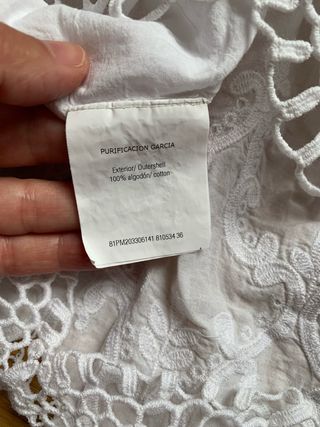 PURIFICACION GARCIA
Exterior/ Outershell
100% algodón/ cotton
81PM203306141 810534 36